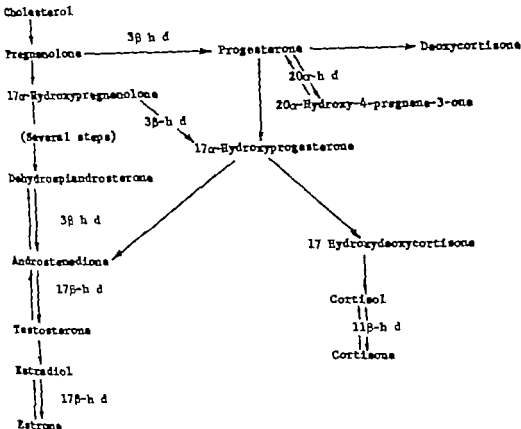 Cholesterol
3β h d
Pregnenolone
Progesterone
Deoxycortisone
20α-h d
17α-Hydroxypregnenolone
20α-Hydroxy-4-pregnane-3-one
3β-h d
(Several steps)
17α-Hydroxyprogesterone
Dehydroepiandrosterone
3β h d
17 Hydroxydeoxycortisone
Androstenedione
17β-h d
Cortisol
Testosterone
11β-h d
Cortisone
Estradiol
17β-h d
Estrone